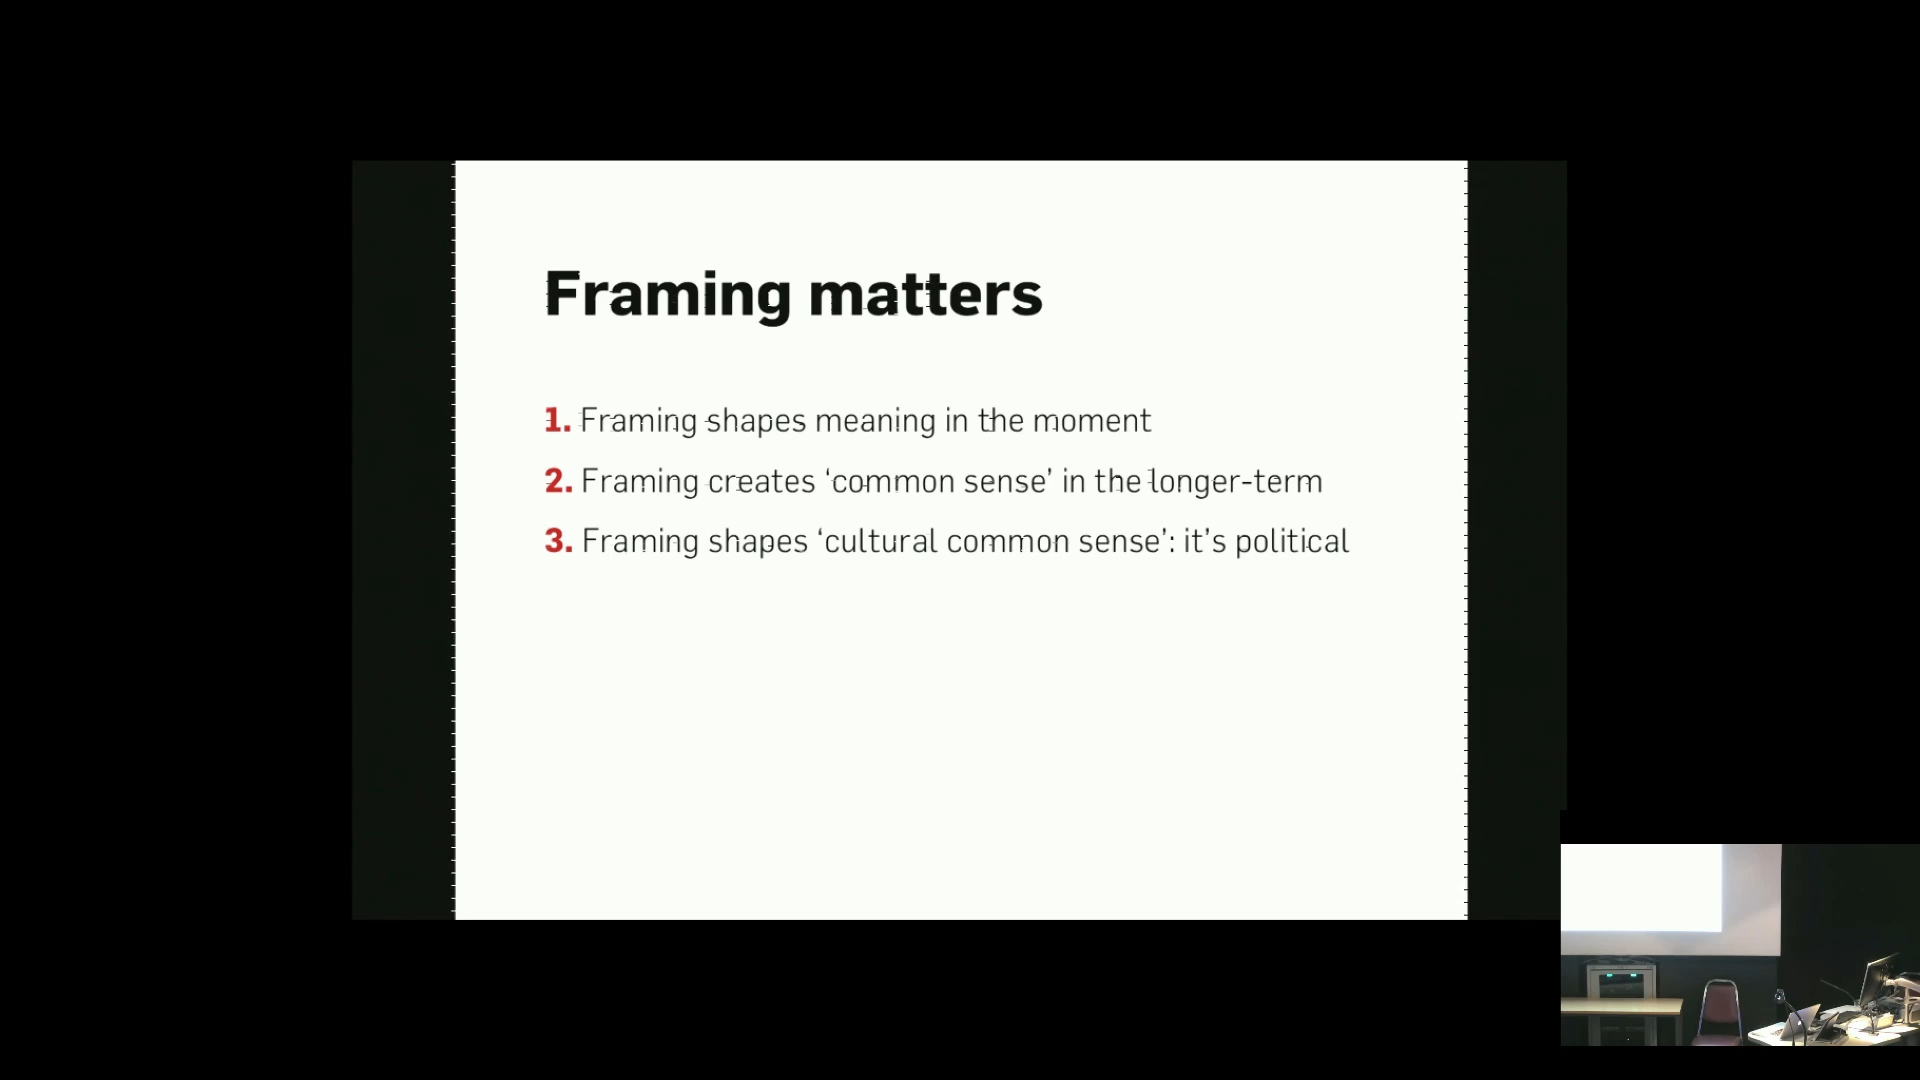 Framing matters
1. Framing shapes meaning in the moment
2. Framing creates ‘common sense’ in the longer-term
3. Framing shapes ‘cultural common sense’: it’s political